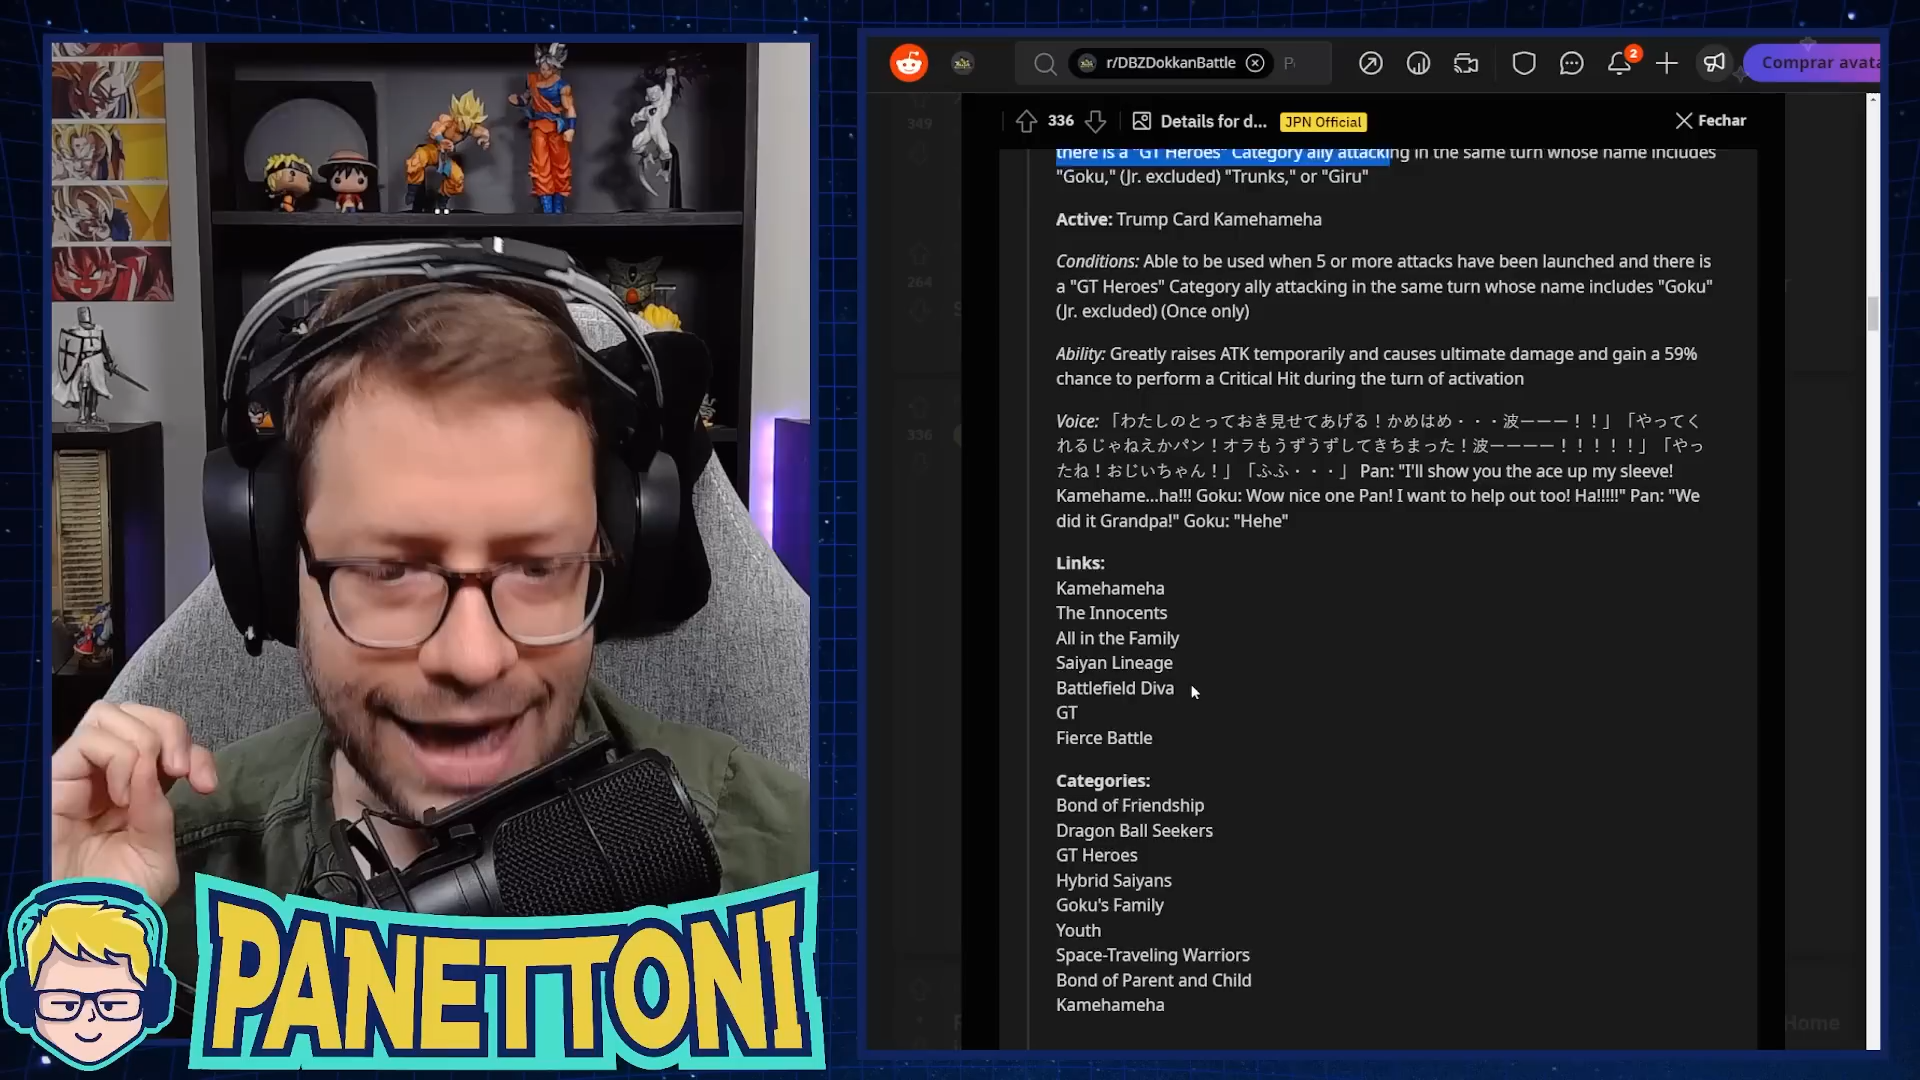 r/DBZDokkanBattle
2
Comprar avata
349
264
336
336
Details for d...
JPN Official
Fechar
there is a "GT Heroes" Category ally attacking in the same turn whose name includes
"Goku," (Jr. excluded) "Trunks," or "Giru"
Active: Trump Card Kamehameha
Conditions: Able to be used when 5 or more attacks have been launched and there is
a "GT Heroes" Category ally attacking in the same turn whose name includes "Goku"
(Jr. excluded) (Once only)
Ability: Greatly raises ATK temporarily and causes ultimate damage and gain a 59%
chance to perform a Critical Hit during the turn of activation
Voice: 「わたしのとっておき見せてあげる！かめはめ・・・波ーーー！！」「やってく
れるじゃねえかパン！オラもうずうずしてきちまった！波ーーーー！！！！！」「やっ
たね！おじいちゃん！」「ふふ・・・」 Pan: "I'll show you the ace up my sleeve!
Kamehame...ha!!! Goku: Wow nice one Pan! I want to help out too! Ha!!!!!" Pan: "We
did it Grandpa!" Goku: "Hehe"
Links:
Kamehameha
The Innocents
All in the Family
Saiyan Lineage
Battlefield Diva
GT
Fierce Battle
Categories:
Bond of Friendship
Dragon Ball Seekers
GT Heroes
Hybrid Saiyans
Goku's Family
Youth
Space-Traveling Warriors
Bond of Parent and Child
Kamehameha
Home
PANETTONI